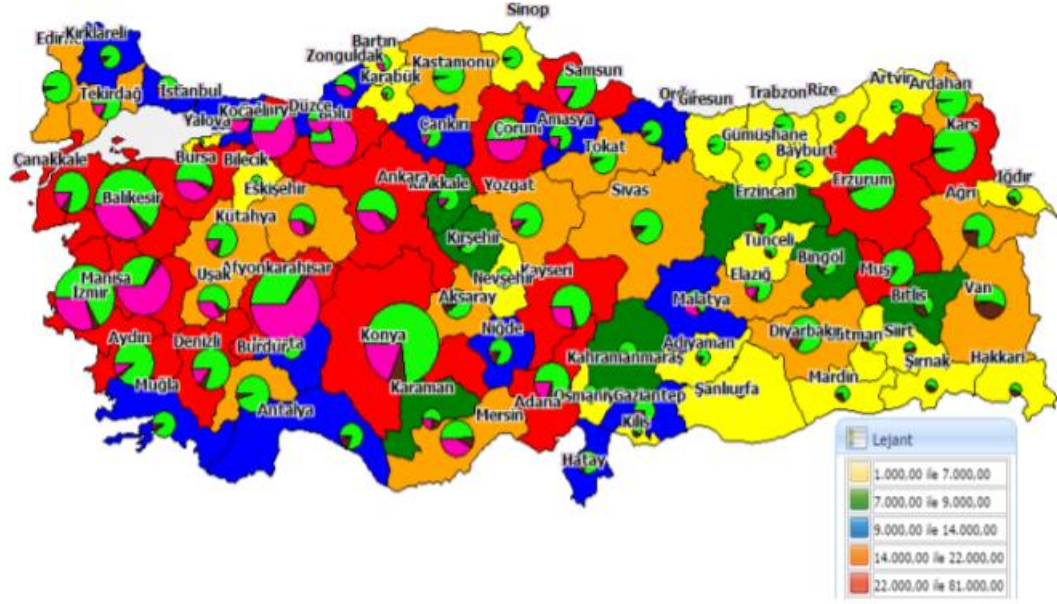 Sinop
Kırklareli
Bartın
Zonguldak
Kastamonu
Karabük
Samsun
Tekirdağ
İstanbul
Artvin
Ardahan
Giresun
Trabzon
Rize
Düzce
Bolu
Yalova
Çankırı
Çorum
Amasya
Tokat
Gümüşhane
Bayburt
Kars
Çanakkale
Bursa
Bilecik
Eskişehir
Ankara
Yozgat
Sivas
Erzincan
Erzurum
Ağrı
Iğdır
Balıkesir
Kütahya
Kırşehir
Tunceli
Bingöl
Muş
Manisa
Uşak
Afyonkarahisar
Nevşehir
Kayseri
Elazığ
Bitlis
Van
İzmir
Aksaray
Malatya
Aydın
Denizli
Burdur
Konya
Niğde
Kahramanmaraş
Adıyaman
Diyarbakır
Siirt
Şırnak
Hakkari
Muğla
Antalya
Karaman
Mersin
Adana
Gaziantep
Şanlıurfa
Mardin
Kilis
Hatay
Lejant
1.000,00 ile 7.000,00
7.000,00 ile 9.000,00
9.000,00 ile 14.000,00
14.000,00 ile 22.000,00
22.000,00 ile 81.000,00